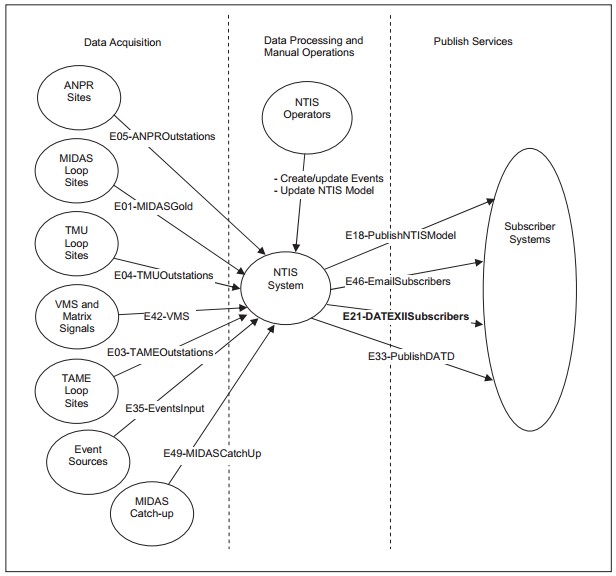 Data Acquisition
Data Processing and
Manual Operations
Publish Services
ANPR
Sites
NTIS
Operators
E05-ANPROutstations
MIDAS
Loop
Sites
- Create/update Events
- Update NTIS Model
E01-MIDASGold
TMU
Loop
Sites
E18-PublishNTISModel
Subscriber
Systems
E04-TMUOutstations
NTIS
System
E46-EmailSubscribers
VMS and
Matrix
Signals
E42-VMS
E21-DATEXIISubscribers
E03-TAMEOutstations
E33-PublishDATD
TAME
Loop
Sites
E35-EventsInput
Event
Sources
E49-MIDASCatchUp
MIDAS
Catch-up